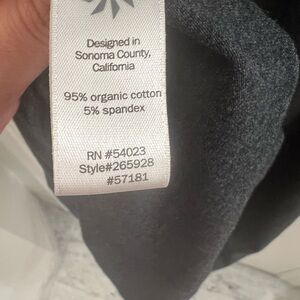 Designed in
Sonoma County,
California
95% organic cotton
5% spandex
RN #54023
Style#265928
#57181